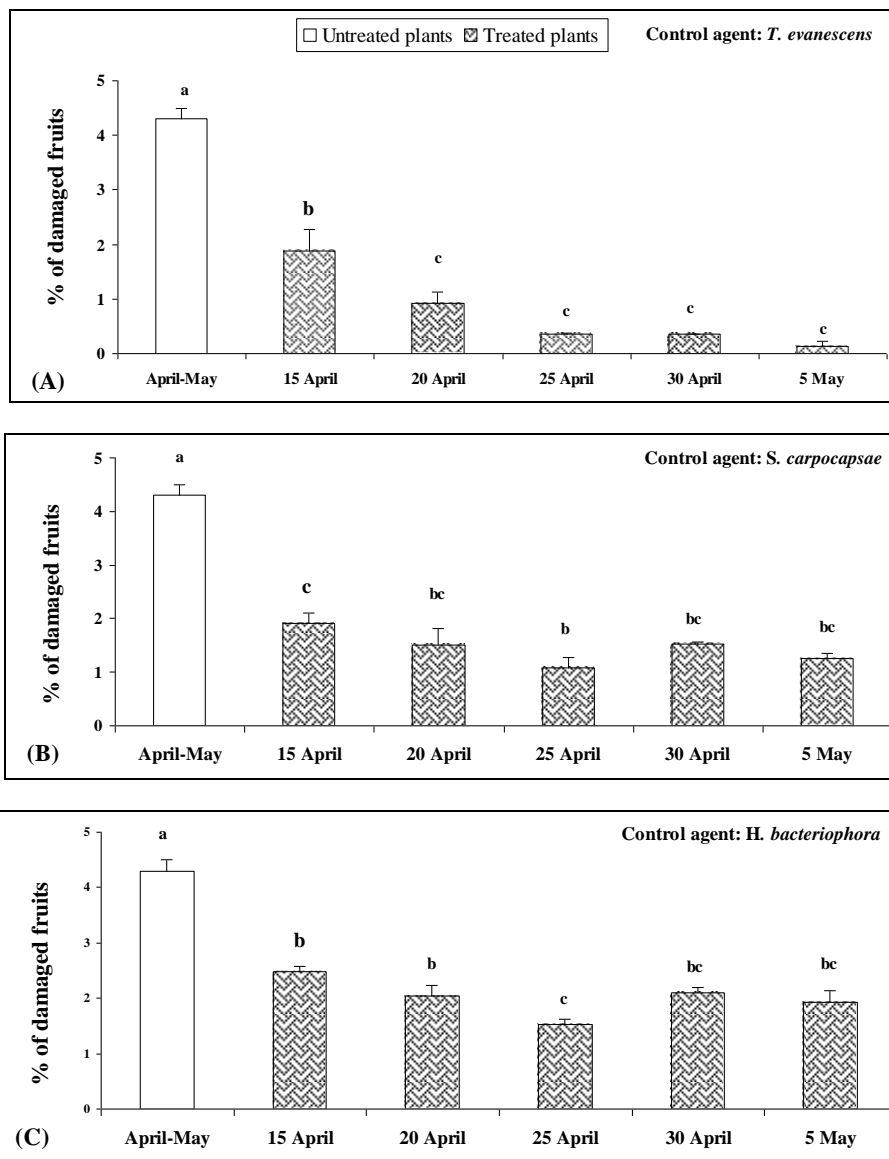 Untreated plants Treated plants Control agent: T. evanescens
% of damaged fruits
5
4
3
2
1
0
a
b
c
c
c
c
(A)
April-May 15 April 20 April 25 April 30 April 5 May
Control agent: S. carpocapsae
% of damaged fruits
5
4
3
2
1
0
a
c
bc
b
bc
bc
(B)
April-May 15 April 20 April 25 April 30 April 5 May
Control agent: H. bacteriophora
% of damaged fruits
5
4
3
2
1
0
a
b
b
c
bc
bc
(C)
April-May 15 April 20 April 25 April 30 April 5 May